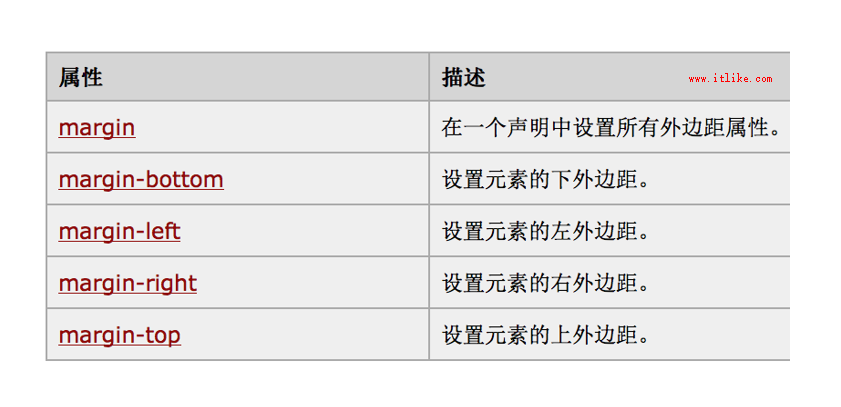 属性 描述 www.itlike.com
margin 在一个声明中设置所有外边距属性。
margin-bottom 设置元素的下外边距。
margin-left 设置元素的左外边距。
margin-right 设置元素的右外边距。
margin-top 设置元素的上外边距。